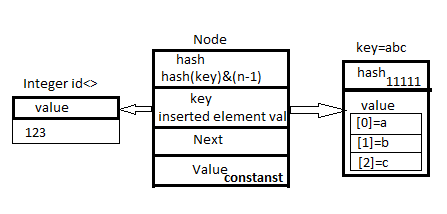 Node
hash
hash(key)&(n-1)
key
inserted element val
Next
Value
constanst
Integer id<>
value
123
key=abc
hash
11111
value
[0]=a
[1]=b
[2]=c